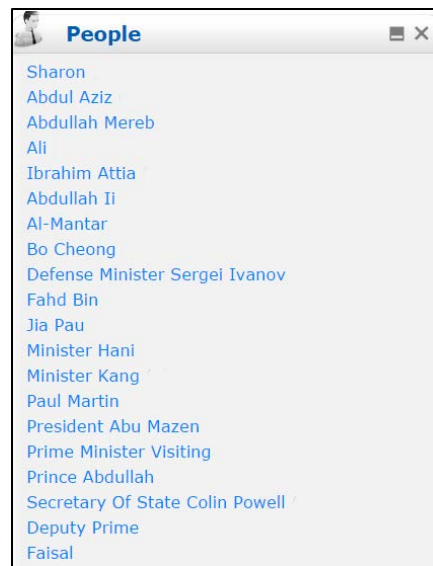 People
Sharon
Abdul Aziz
Abdullah Mereb
Ali
Ibrahim Attia
Abdullah Ii
Al-Mantar
Bo Cheong
Defense Minister Sergei Ivanov
Fahd Bin
Jia Pau
Minister Hani
Minister Kang
Paul Martin
President Abu Mazen
Prime Minister Visiting
Prince Abdullah
Secretary Of State Colin Powell
Deputy Prime
Faisal